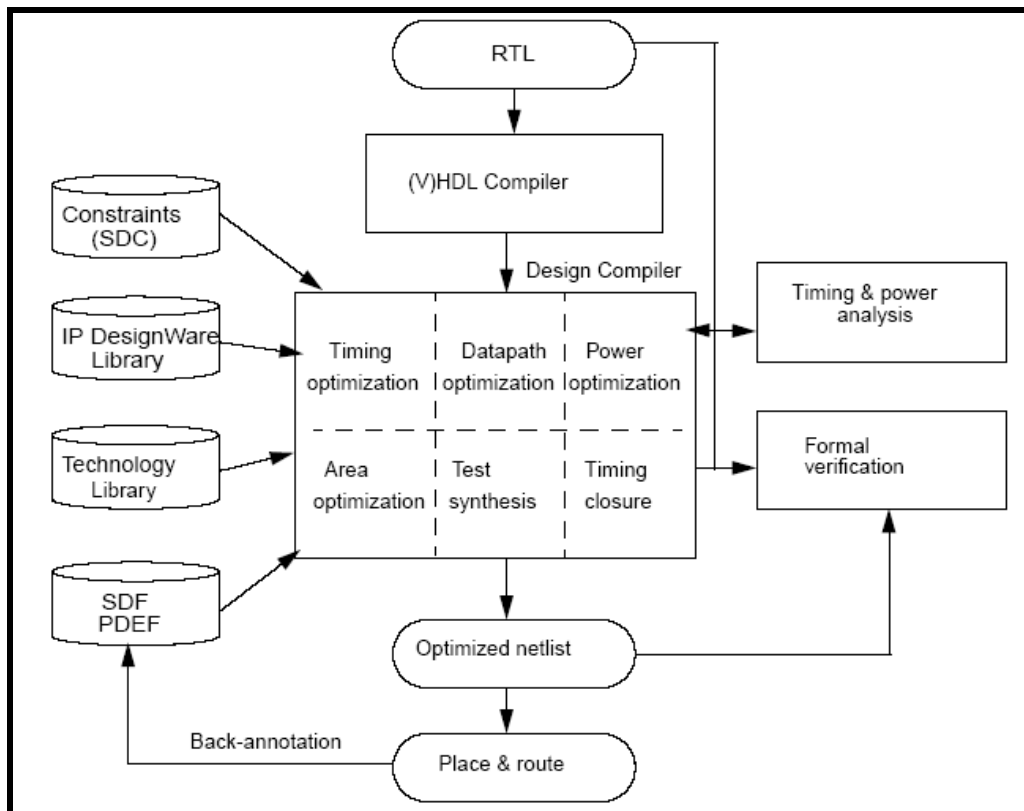 RTL
(V)HDL Compiler
Constraints
(SDC)
Design Compiler
Timing & power
analysis
IP DesignWare
Library
Timing
optimization
Datapath
optimization
Power
optimization
Technology
Library
Area
optimization
Test
synthesis
Timing
closure
Formal
verification
SDF
PDEF
Optimized netlist
Back-annotation
Place & route